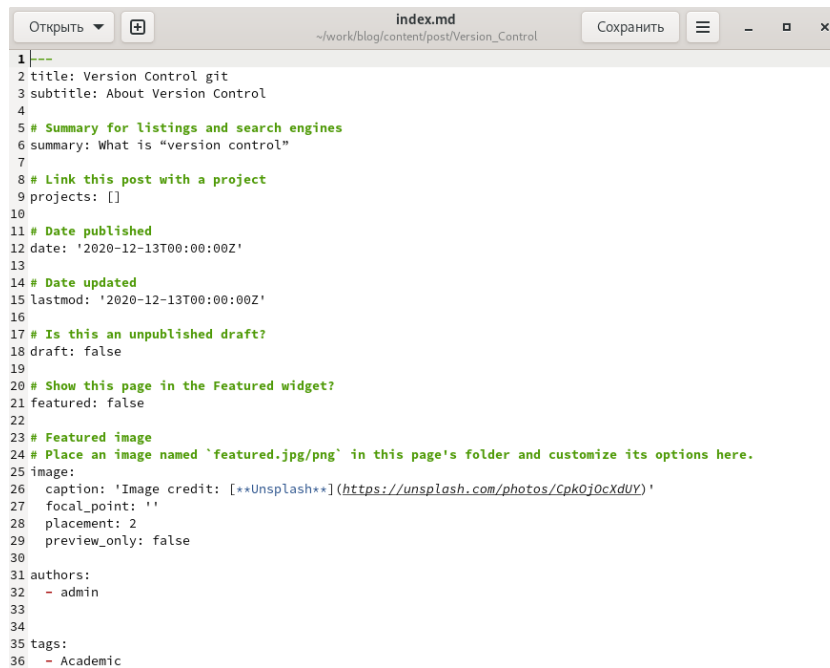 Открыть
index.md
~/work/blog/content/post/Version_Control
Сохранить
1 ---
2 title: Version Control git
3 subtitle: About Version Control
4
5 # Summary for listings and search engines
6 summary: What is “version control”
7
8 # Link this post with a project
9 projects: []
10
11 # Date published
12 date: '2020-12-13T00:00:00Z'
13
14 # Date updated
15 lastmod: '2020-12-13T00:00:00Z'
16
17 # Is this an unpublished draft?
18 draft: false
19
20 # Show this page in the Featured widget?
21 featured: false
22
23 # Featured image
24 # Place an image named `featured.jpg/png` in this page's folder and customize its options here.
25 image:
26   caption: 'Image credit: [**Unsplash**](https://unsplash.com/photos/CpkOjOcXdUY)'
27   focal_point: ''
28   placement: 2
29   preview_only: false
30
31 authors:
32   - admin
33
34
35 tags:
36   - Academic